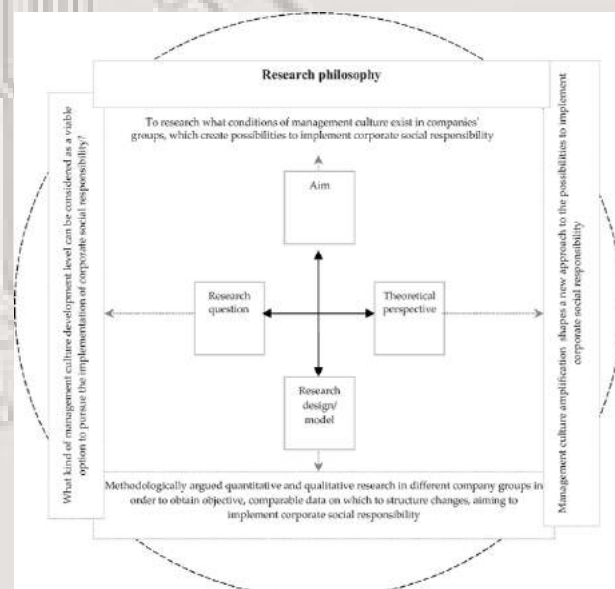 Research philosophy
To research what conditions of management culture exist in companies'
groups, which create possibilities to implement corporate social responsibility
What kind of management culture development level can be considered as a viable
option to pursue the implementation of corporate social responsibility?
Aim
Research
question
Theoretical
perspective
Research
design/
model
Management culture amplification shapes a new approach to the possibilities to implement
corporate social responsibility
Methodologically argued quantitative and qualitative research in different company groups in
order to obtain objective, comparable data on which to structure changes, aiming to
implement corporate social responsibility